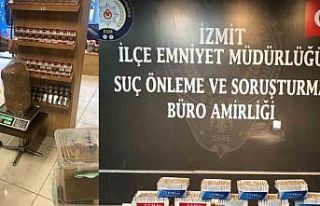 İZMİT
İLÇE EMNİYET MÜDÜRLÜĞÜ
SUÇ ÖNLEME VE SORUŞTURMA
BÜRO AMİRLİĞİ